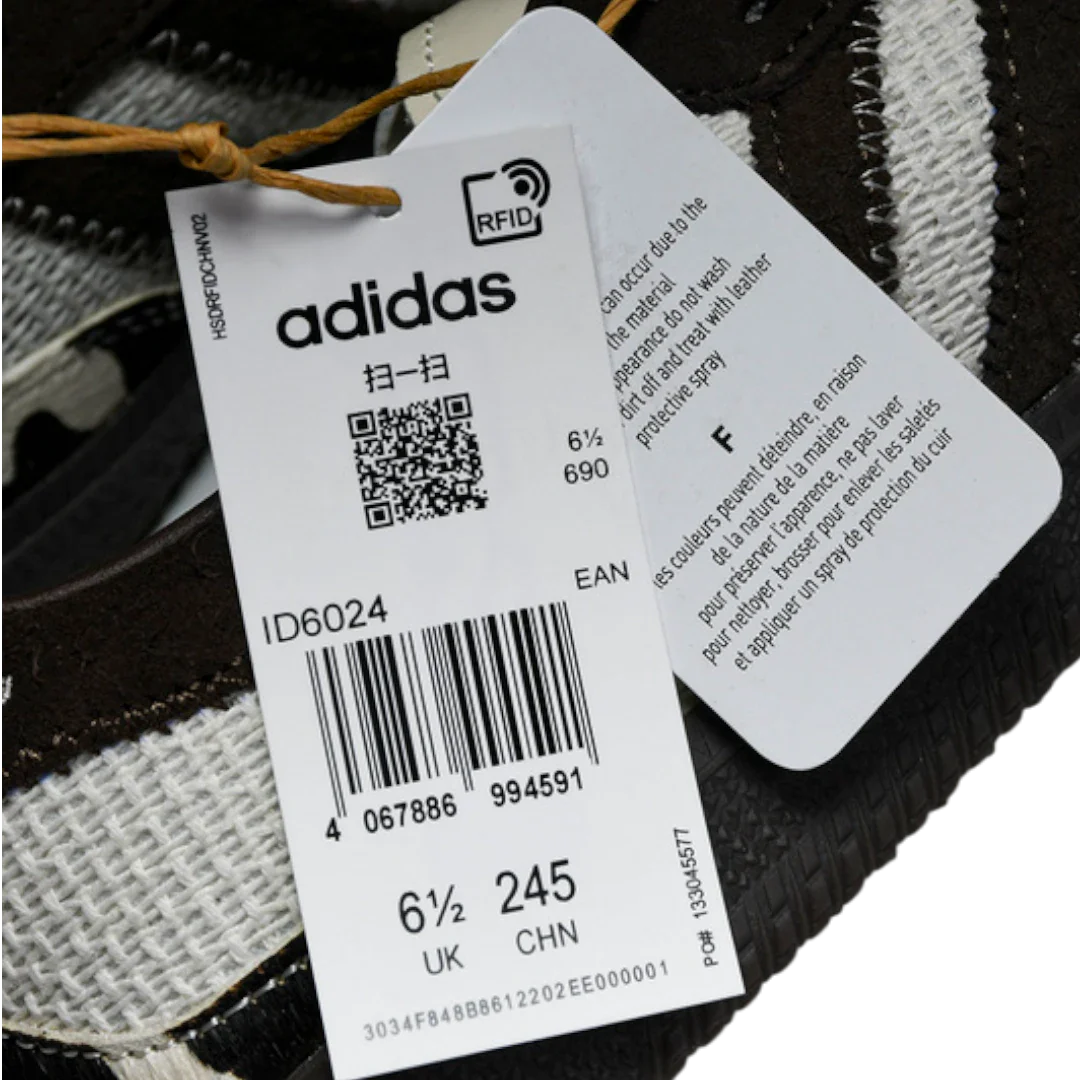 HSDRFIDCHNV02
RFID
adidas
扫一扫
6½
690
EAN
ID6024
4 067886 994591
6½ 245
UK CHN
PO# 133045577
3034F848B8612202EE000001
can occur due to the
the material
appearance do not wash
dirt off and treat with leather
protective spray
F
les couleurs peuvent déteindre, en raison
de la nature de la matière
pour préserver l'apparence, ne pas laver
pour nettoyer, brosser pour enlever les saletés
et appliquer un spray de protection du cuir